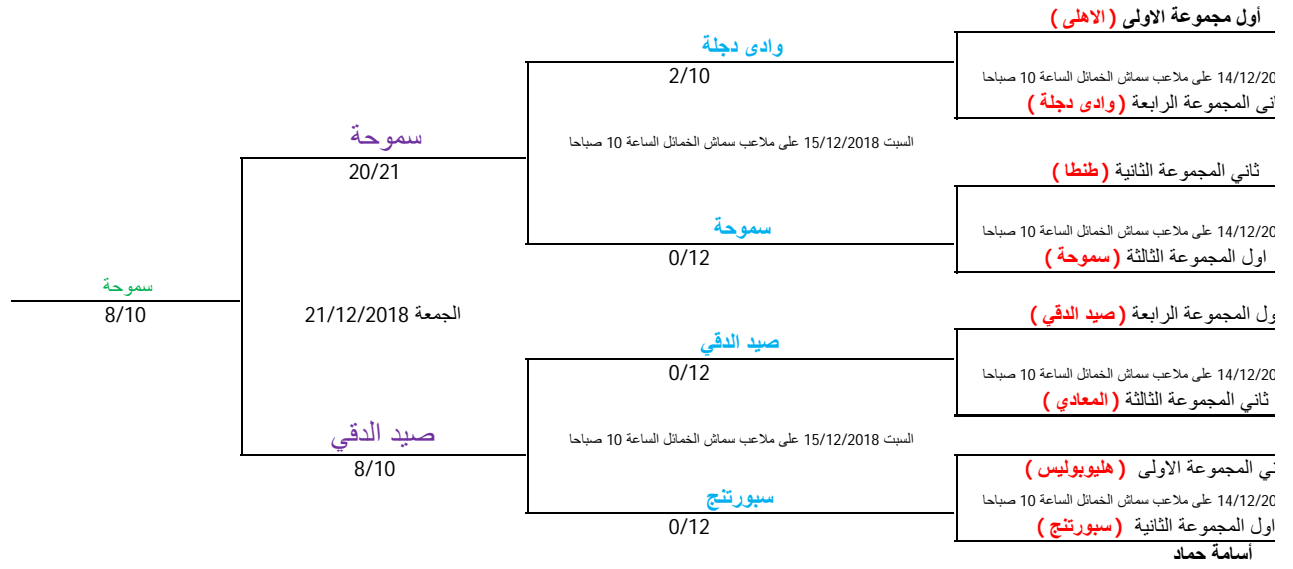 أول مجموعة الاولى ( الاهلى )
وادى دجلة
2/10
14/12/20 على ملاعب سماش الخمائل الساعة 10 صباحا
انى المجموعة الرابعة ( وادى دجلة )
سموحة
20/21
السبت 15/12/2018 على ملاعب سماش الخمائل الساعة 10 صباحا
ثاني المجموعة الثانية ( طنطا )
سموحة
0/12
14/12/20 على ملاعب سماش الخمائل الساعة 10 صباحا
اول المجموعة الثالثة ( سموحة )
سموحة
8/10
الجمعة 21/12/2018
ول المجموعة الرابعة ( صيد الدقي )
صيد الدقي
0/12
14/12/20 على ملاعب سماش الخمائل الساعة 10 صباحا
ثاني المجموعة الثالثة ( المعادي )
صيد الدقي
8/10
السبت 15/12/2018 على ملاعب سماش الخمائل الساعة 10 صباحا
ني المجموعة الاولى ( هليوبوليس )
سبورتنج
0/12
14/12/20 على ملاعب سماش الخمائل الساعة 10 صباحا
اول المجموعة الثانية ( سبورتنج )
أسامة حماد